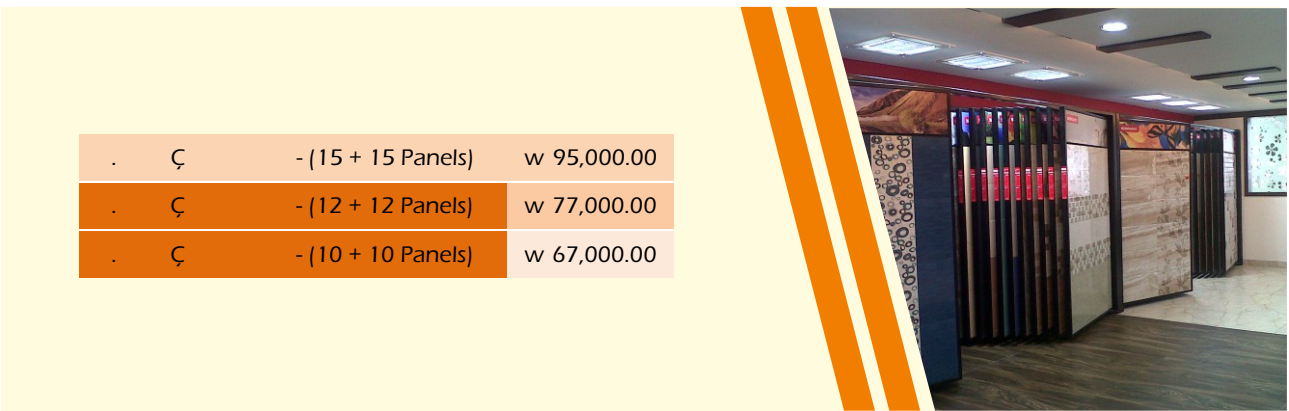 . Ç - (15 + 15 Panels) w 95,000.00
. Ç - (12 + 12 Panels) w 77,000.00
. Ç - (10 + 10 Panels) w 67,000.00